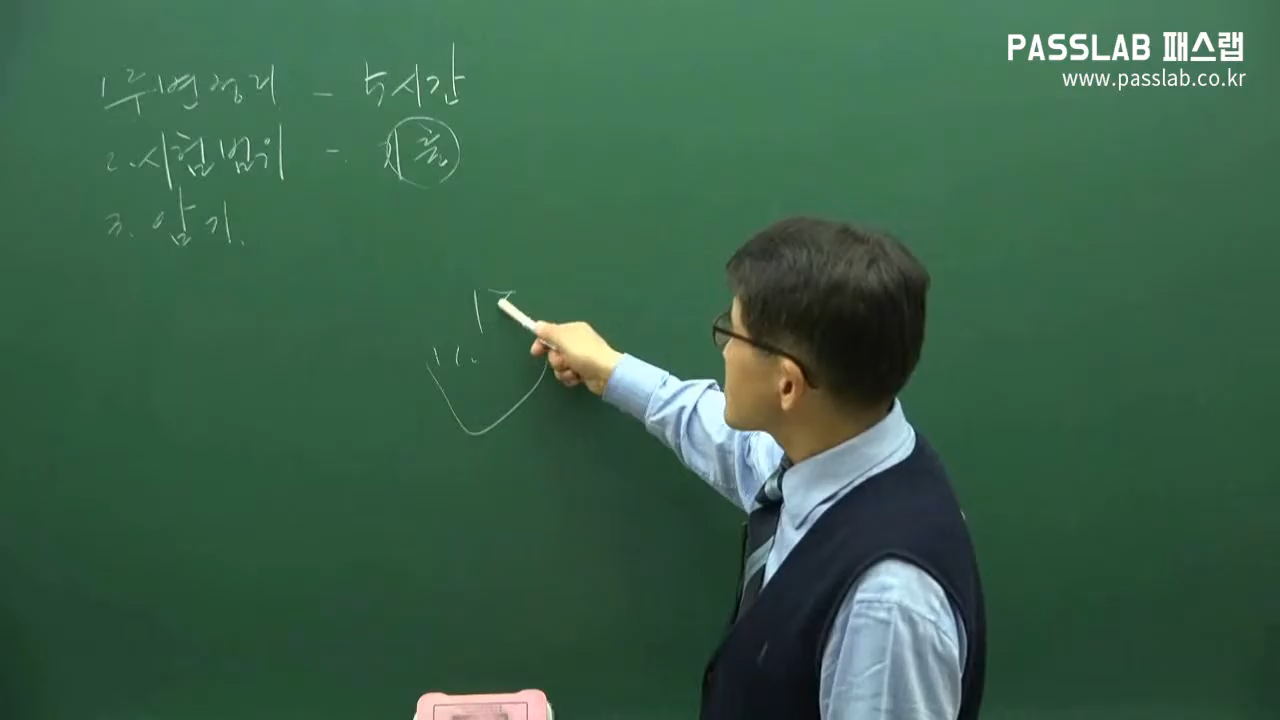 PASSLAB 패스랩
www.passlab.co.kr
1. 주변정리 - 5시간
2. 시험범위 - 기출
3. 암기.